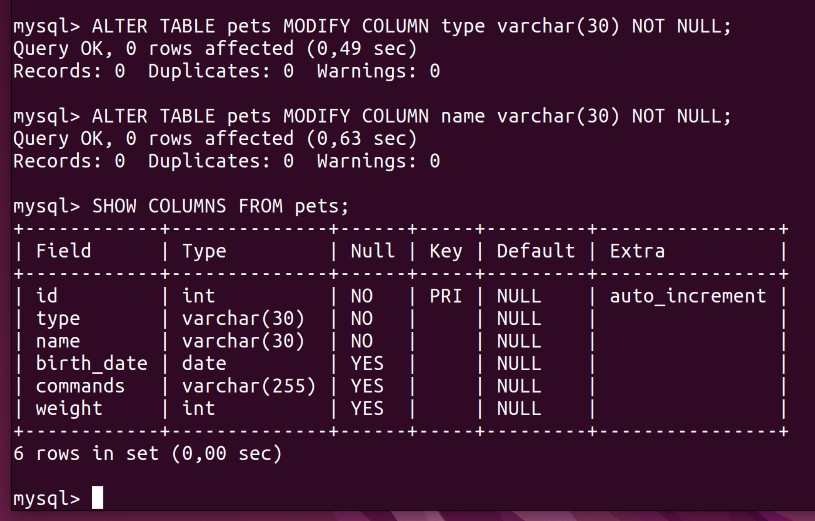 mysql> ALTER TABLE pets MODIFY COLUMN type varchar(30) NOT NULL;
Query OK, 0 rows affected (0,49 sec)
Records: 0  Duplicates: 0  Warnings: 0

mysql> ALTER TABLE pets MODIFY COLUMN name varchar(30) NOT NULL;
Query OK, 0 rows affected (0,63 sec)
Records: 0  Duplicates: 0  Warnings: 0

mysql> SHOW COLUMNS FROM pets;
+------------+--------------+------+-----+---------+----------------+
| Field      | Type         | Null | Key | Default | Extra          |
+------------+--------------+------+-----+---------+----------------+
| id         | int          | NO   | PRI | NULL    | auto_increment |
| type       | varchar(30)  | NO   |     | NULL    |                |
| name       | varchar(30)  | NO   |     | NULL    |                |
| birth_date | date         | YES  |     | NULL    |                |
| commands   | varchar(255) | YES  |     | NULL    |                |
| weight     | int          | YES  |     | NULL    |                |
+------------+--------------+------+-----+---------+----------------+
6 rows in set (0,00 sec)

mysql>